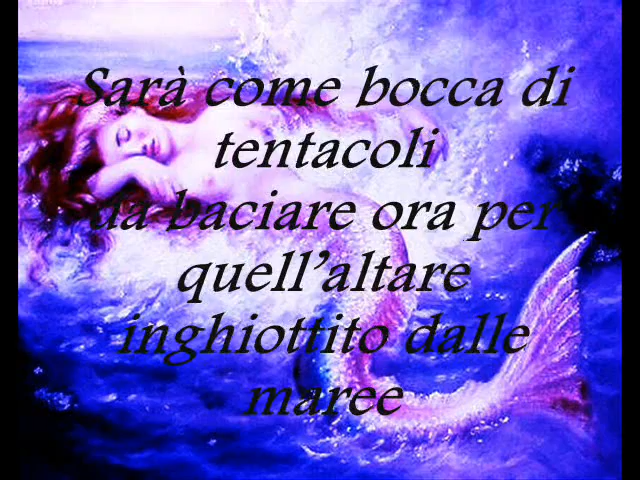 Sarà come bocca di
tentacoli
da baciare ora per
quell'altare
inghiottito dalle
maree